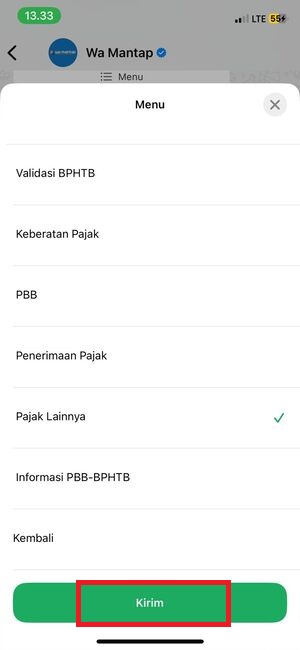 13.33
LTE 55
Wa Mantap
Menu
Menu
Validasi BPHTB
Keberatan Pajak
PBB
Penerimaan Pajak
Pajak Lainnya
Informasi PBB-BPHTB
Kembali
Kirim